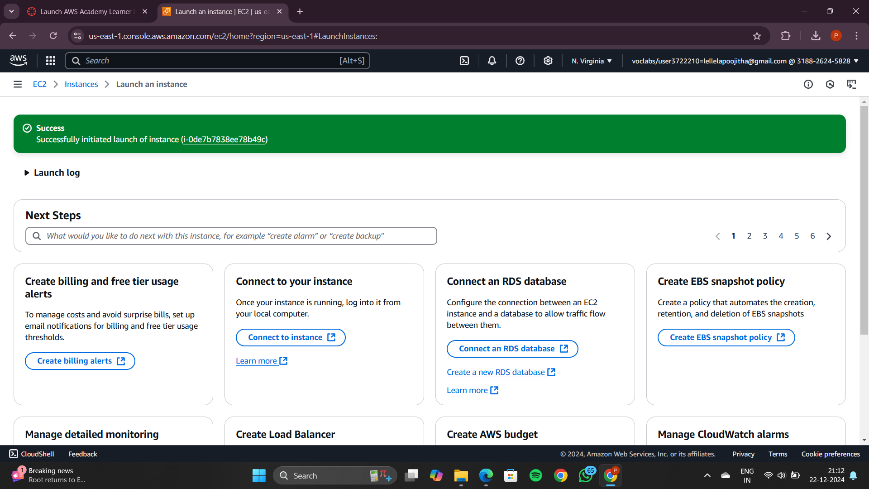 Launch AWS Academy Learner
Launch an instance | EC2 | us-e
us-east-1.console.aws.amazon.com/ec2/home?region=us-east-1#LaunchInstances:
P
aws
Search
[Alt+S]
N. Virginia
voclabs/user3722210=lellelapoojitha@gmail.com @ 3188-2624-5828
EC2
Instances
Launch an instance
Success
Successfully initiated launch of instance (i-0de7b7838ee78b49c)
Launch log
Next Steps
What would you like to do next with this instance, for example "create alarm" or "create backup"
1 2 3 4 5 6
Create billing and free tier usage
alerts
To manage costs and avoid surprise bills, set up
email notifications for billing and free tier usage
thresholds.
Create billing alerts
Connect to your instance
Once your instance is running, log into it from
your local computer.
Connect to instance
Learn more
Connect an RDS database
Configure the connection between an EC2
instance and a database to allow traffic flow
between them.
Connect an RDS database
Create a new RDS database
Learn more
Create EBS snapshot policy
Create a policy that automates the creation,
retention, and deletion of EBS snapshots
Create EBS snapshot policy
Manage detailed monitoring
Create Load Balancer
Create AWS budget
Manage CloudWatch alarms
CloudShell
Feedback
© 2024, Amazon Web Services, Inc. or its affiliates.
Privacy
Terms
Cookie preferences
1
Breaking news
Root returns to E...
Search
65
P
ENG
IN
21:12
22-12-2024